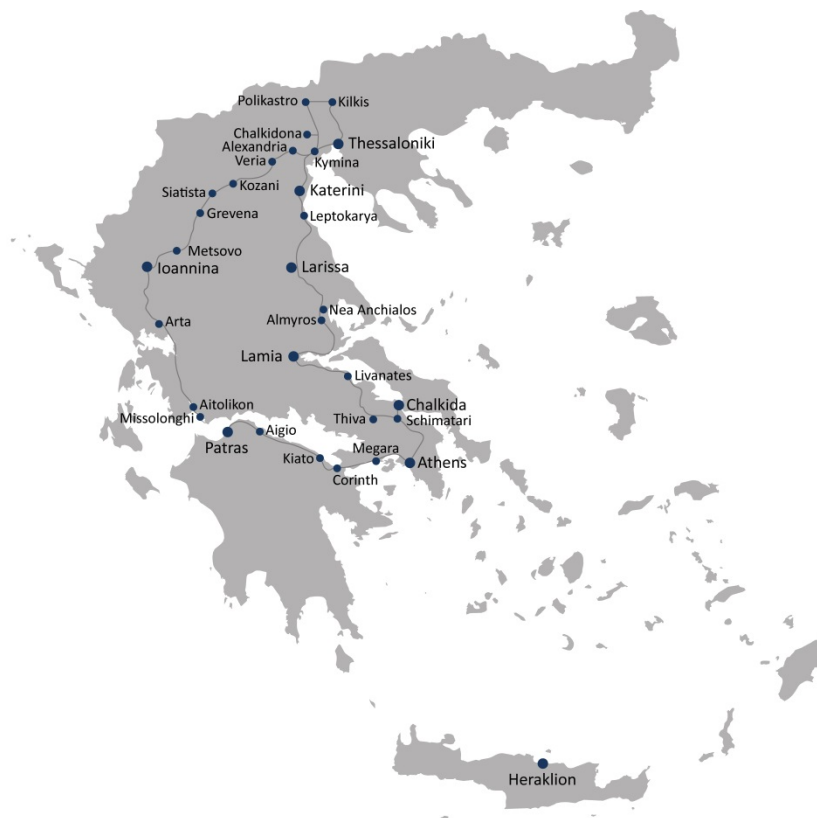 Polikastro
Kilkis
Chalkidona
Alexandria
Thessaloniki
Veria
Kymina
Kozani
Siatista
Katerini
Grevena
Leptokarya
Metsovo
Ioannina
Larissa
Nea Anchialos
Arta
Almyros
Lamia
Livanates
Aitolikon
Chalkida
Missolonghi
Thiva
Schimatari
Aigio
Patras
Megara
Kiato
Athens
Corinth
Heraklion